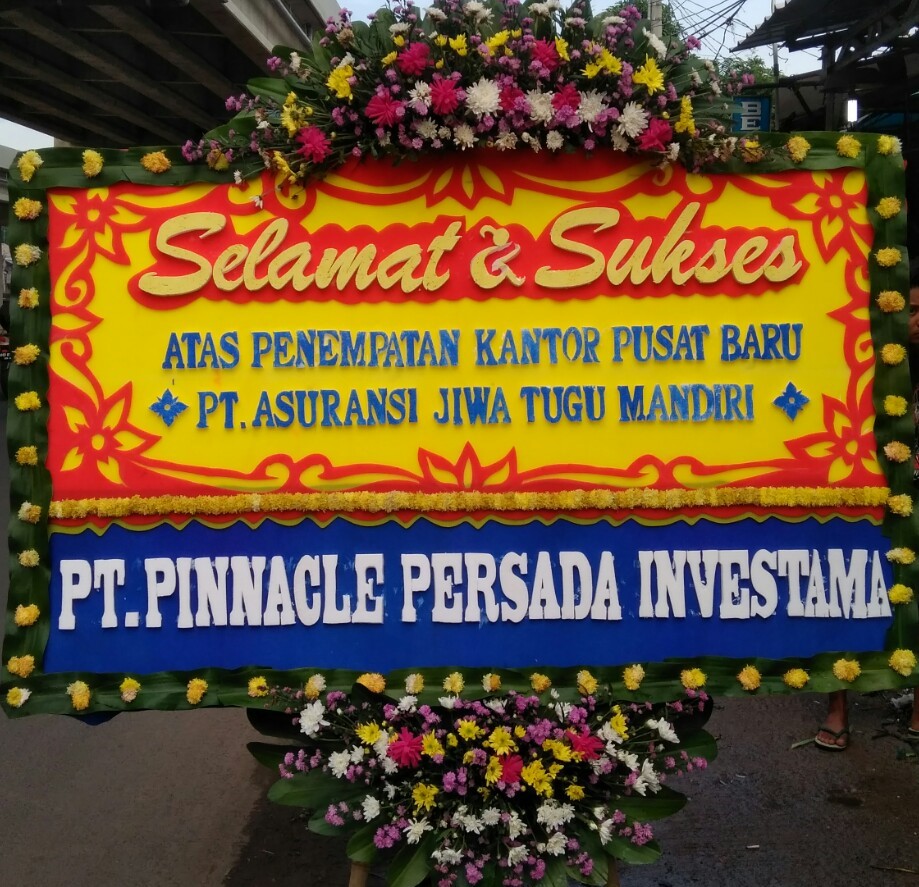 Selamat & Sukses
ATAS PENEMPATAN KANTOR PUSAT BARU
PT. ASURANSI JIWA TUGU MANDIRI
PT. PINNACLE PERSADA INVESTAMA